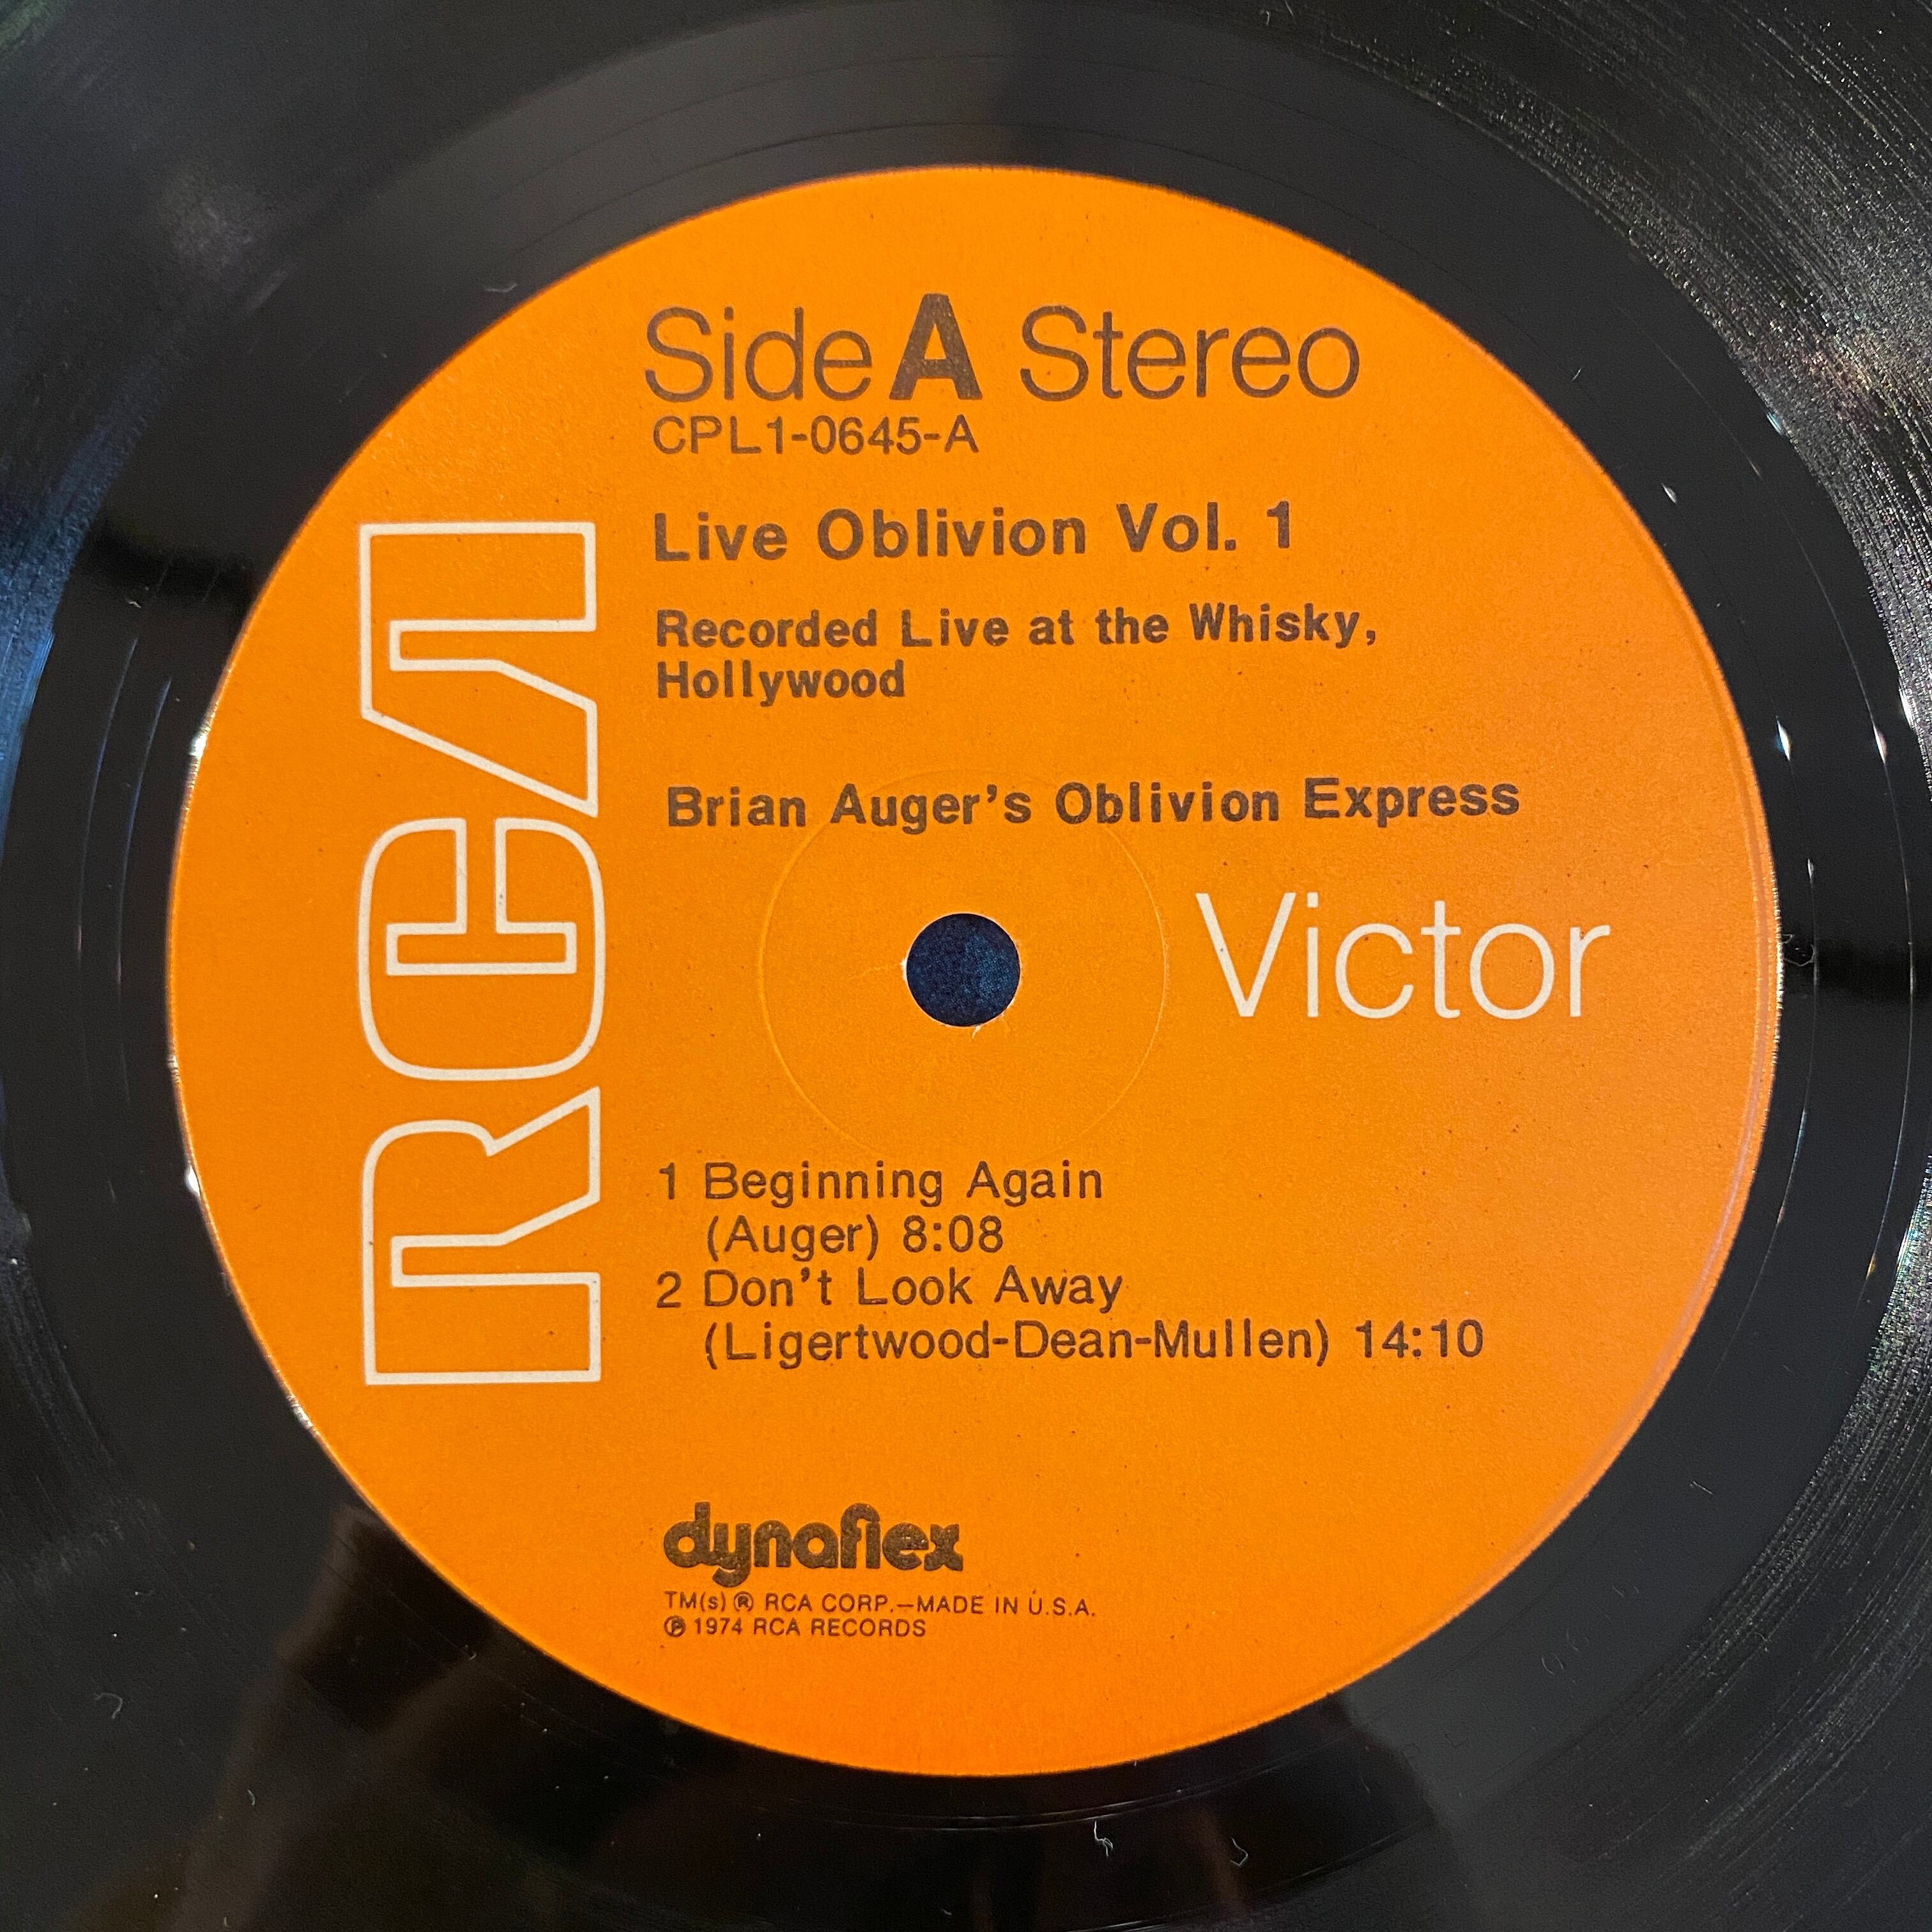 Side A Stereo
CPL1-0645-A
Live Oblivion Vol. 1
Recorded Live at the Whisky,
Hollywood
Brian Auger's Oblivion Express
RCA
Victor
1 Beginning Again
(Auger) 8:08
2 Don't Look Away
(Ligertwood-Dean-Mullen) 14:10
dynaflex
TM(s) ® RCA CORP.—MADE IN U.S.A.
℗ 1974 RCA RECORDS